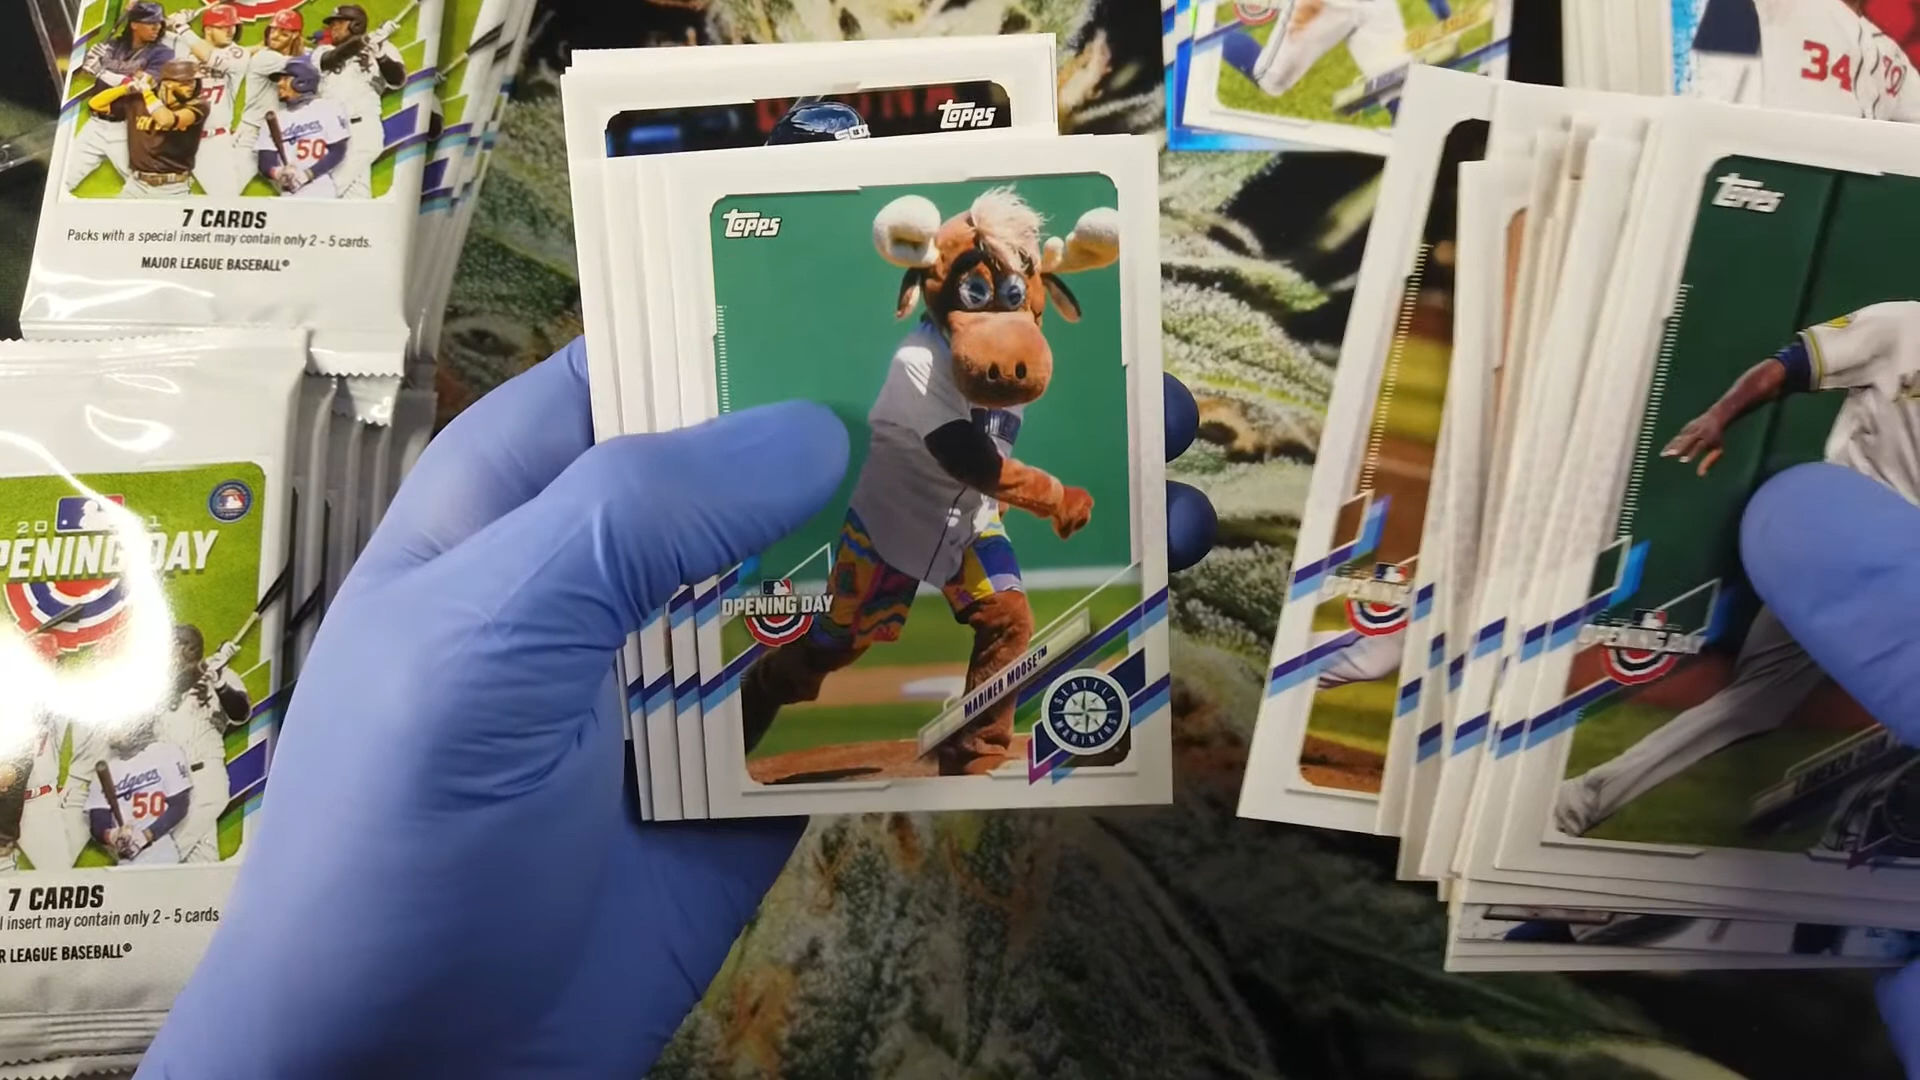 50
7 CARDS
Packs with a special insert may contain only 2 - 5 cards.
MAJOR LEAGUE BASEBALL®
PENING DAY
50
7 CARDS
l insert may contain only 2 - 5 cards
R LEAGUE BASEBALL®
TOPPS
TOPPS
OPENING DAY
MARINER MOOSE™
SEATTLE
MARINERS
34
TOPPS
OPENING DAY